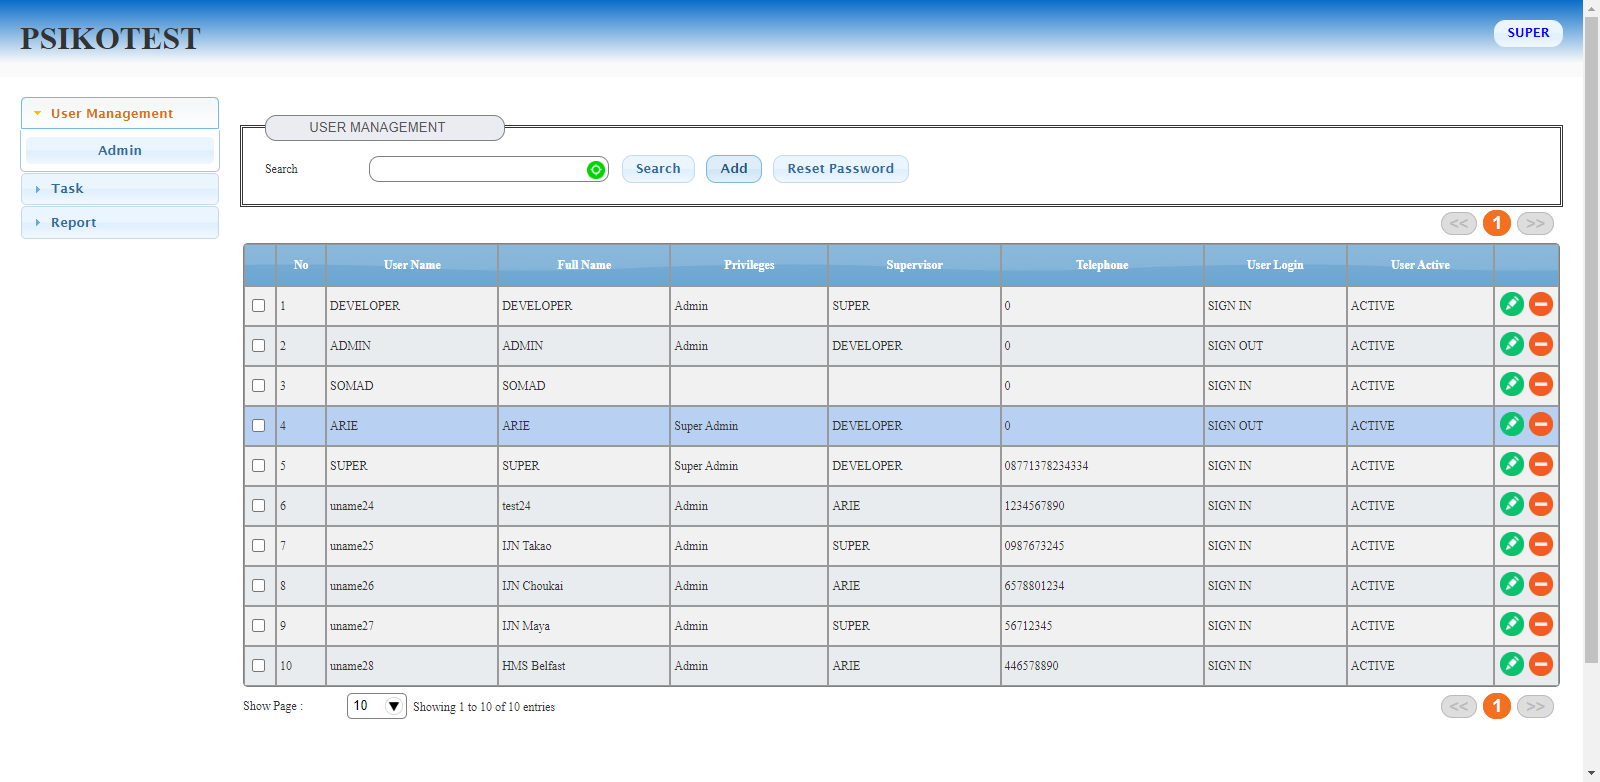 PSIKOTEST
SUPER
User Management
Admin
Task
Report
USER MANAGEMENT
Search Search Add Reset Password
<< 1 >>
No User Name Full Name Privileges Supervisor Telephone User Login User Active
1 DEVELOPER DEVELOPER Admin SUPER 0 SIGN IN ACTIVE
2 ADMIN ADMIN Admin DEVELOPER 0 SIGN OUT ACTIVE
3 SOMAD SOMAD 0 SIGN IN ACTIVE
4 ARIE ARIE Super Admin DEVELOPER 0 SIGN OUT ACTIVE
5 SUPER SUPER Super Admin DEVELOPER 08771378234334 SIGN IN ACTIVE
6 uname24 test24 Admin ARIE 1234567890 SIGN IN ACTIVE
7 uname25 IJN Takao Admin SUPER 0987673245 SIGN IN ACTIVE
8 uname26 IJN Choukai Admin ARIE 6578801234 SIGN IN ACTIVE
9 uname27 IJN Maya Admin SUPER 56712345 SIGN IN ACTIVE
10 uname28 HMS Belfast Admin ARIE 446578890 SIGN IN ACTIVE
Show Page : 10 Showing 1 to 10 of 10 entries << 1 >>